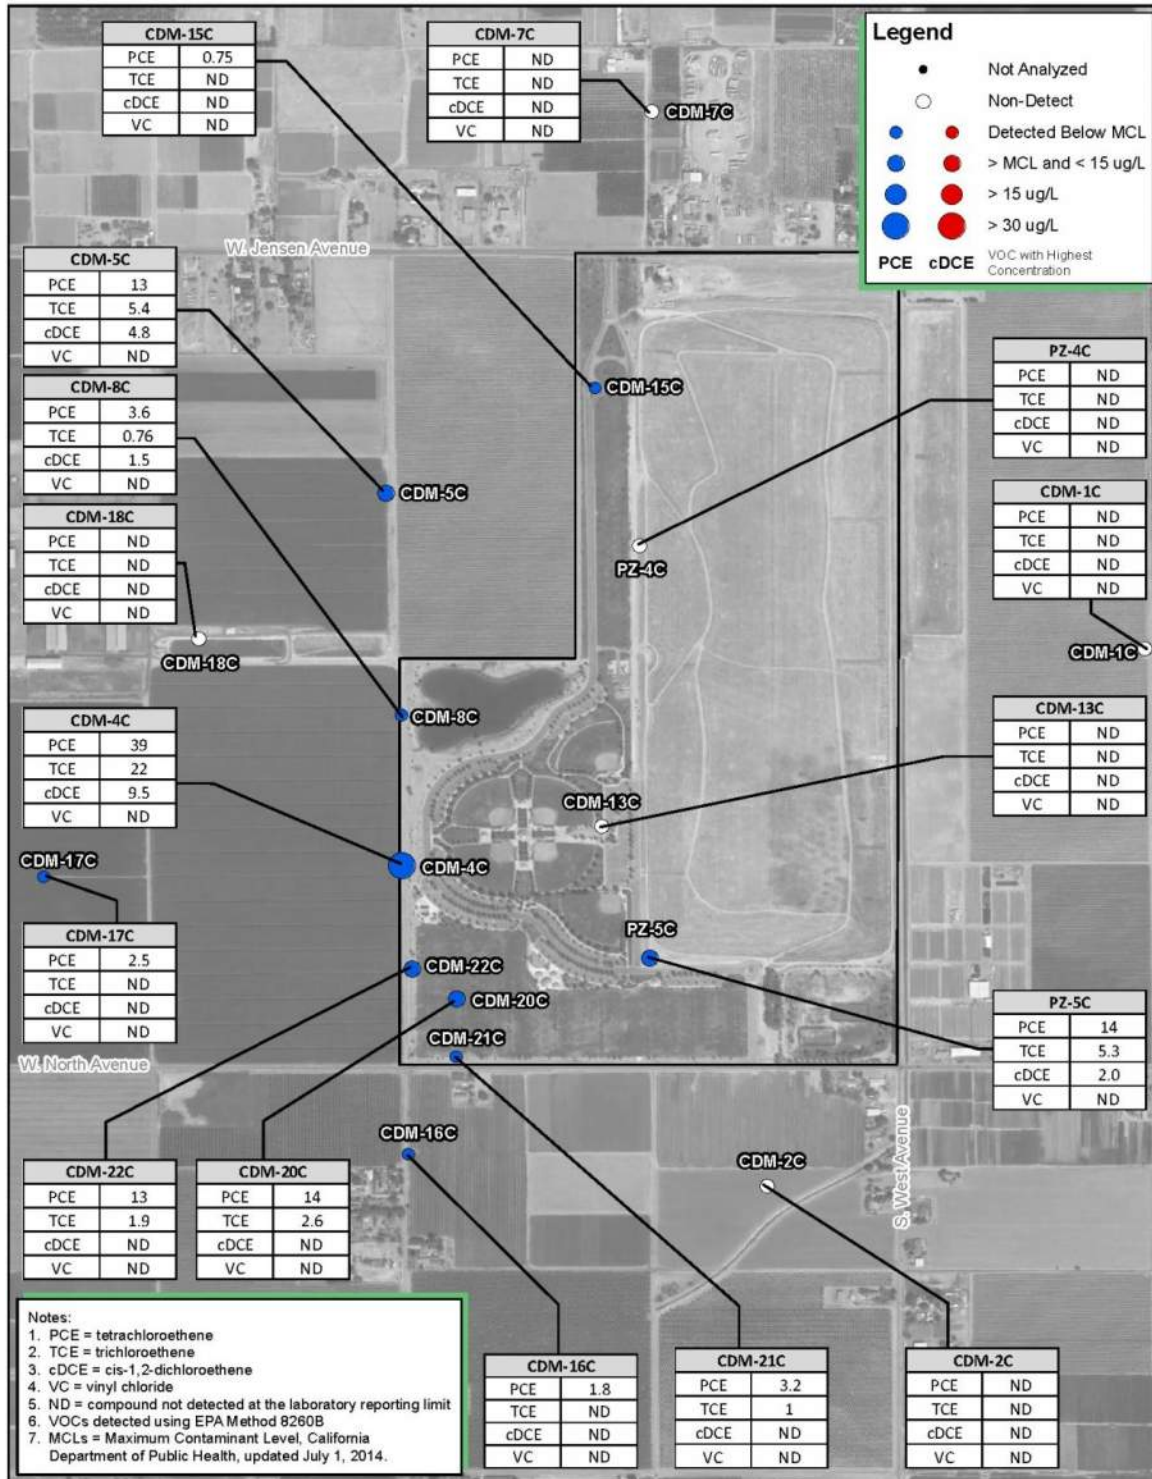 CDM-15C
PCE 0.75
TCE ND
cDCE ND
VC ND
CDM-7C
PCE ND
TCE ND
cDCE ND
VC ND
CDM-7C
Legend
Not Analyzed
Non-Detect
Detected Below MCL
> MCL and < 15 ug/L
> 15 ug/L
> 30 ug/L
PCE cDCE VOC with Highest
Concentration
W. Jensen Avenue
CDM-5C
PCE 13
TCE 5.4
cDCE 4.8
VC ND
CDM-8C
PCE 3.6
TCE 0.76
cDCE 1.5
VC ND
CDM-18C
PCE ND
TCE ND
cDCE ND
VC ND
CDM-15C
CDM-5C
PZ-4C
PZ-4C
PCE ND
TCE ND
cDCE ND
VC ND
CDM-1C
PCE ND
TCE ND
cDCE ND
VC ND
CDM-18C
CDM-1C
CDM-8C
CDM-4C
PCE 39
TCE 22
cDCE 9.5
VC ND
CDM-13C
PCE ND
TCE ND
cDCE ND
VC ND
CDM-13C
CDM-17C
CDM-4C
CDM-17C
PCE 2.5
TCE ND
cDCE ND
VC ND
PZ-5C
CDM-22C
CDM-20C
CDM-21C
PZ-5C
PCE 14
TCE 5.3
cDCE 2.0
VC ND
W. North Avenue
CDM-16C
CDM-2C
S. West Avenue
CDM-22C
PCE 13
TCE 1.9
cDCE ND
VC ND
CDM-20C
PCE 14
TCE 2.6
cDCE ND
VC ND
Notes:
1. PCE = tetrachloroethene
2. TCE = trichloroethene
3. cDCE = cis-1,2-dichloroethene
4. VC = vinyl chloride
5. ND = compound not detected at the laboratory reporting limit
6. VOCs detected using EPA Method 8260B
7. MCLs = Maximum Contaminant Level, California
Department of Public Health, updated July 1, 2014.
CDM-16C
PCE 1.8
TCE ND
cDCE ND
VC ND
CDM-21C
PCE 3.2
TCE 1
cDCE ND
VC ND
CDM-2C
PCE ND
TCE ND
cDCE ND
VC ND